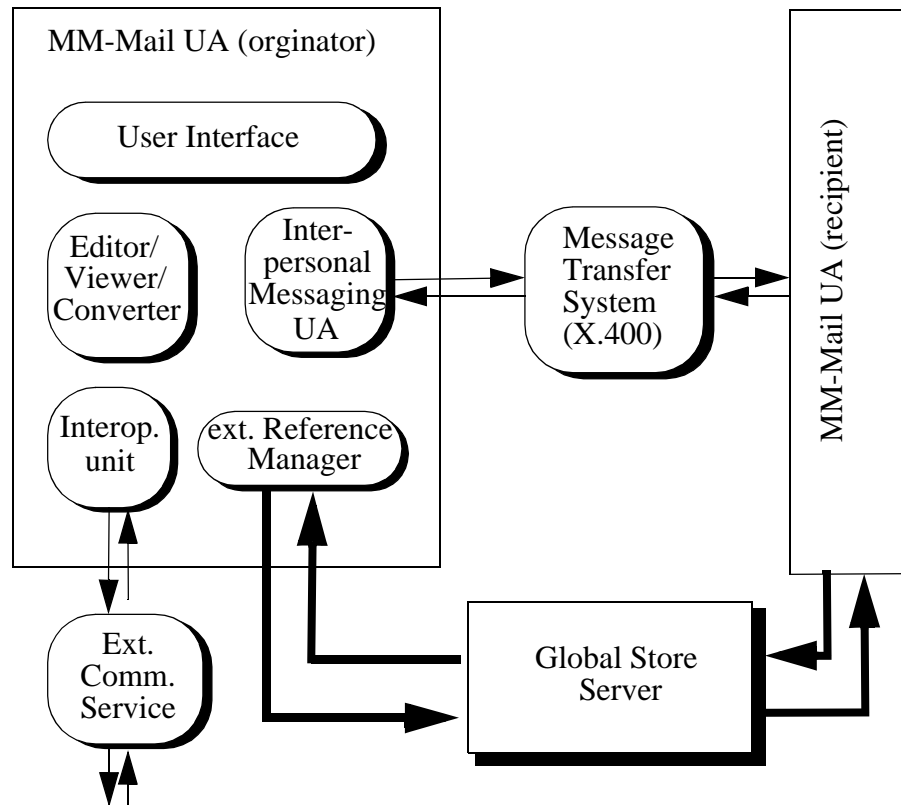 MM-Mail UA (orginator)
User Interface
Editor/
Viewer/
Converter
Inter-
personal
Messaging
UA
Interop.
unit
ext. Reference
Manager
Message
Transfer
System
(X.400)
MM-Mail UA (recipient)
Ext.
Comm.
Service
Global Store
Server